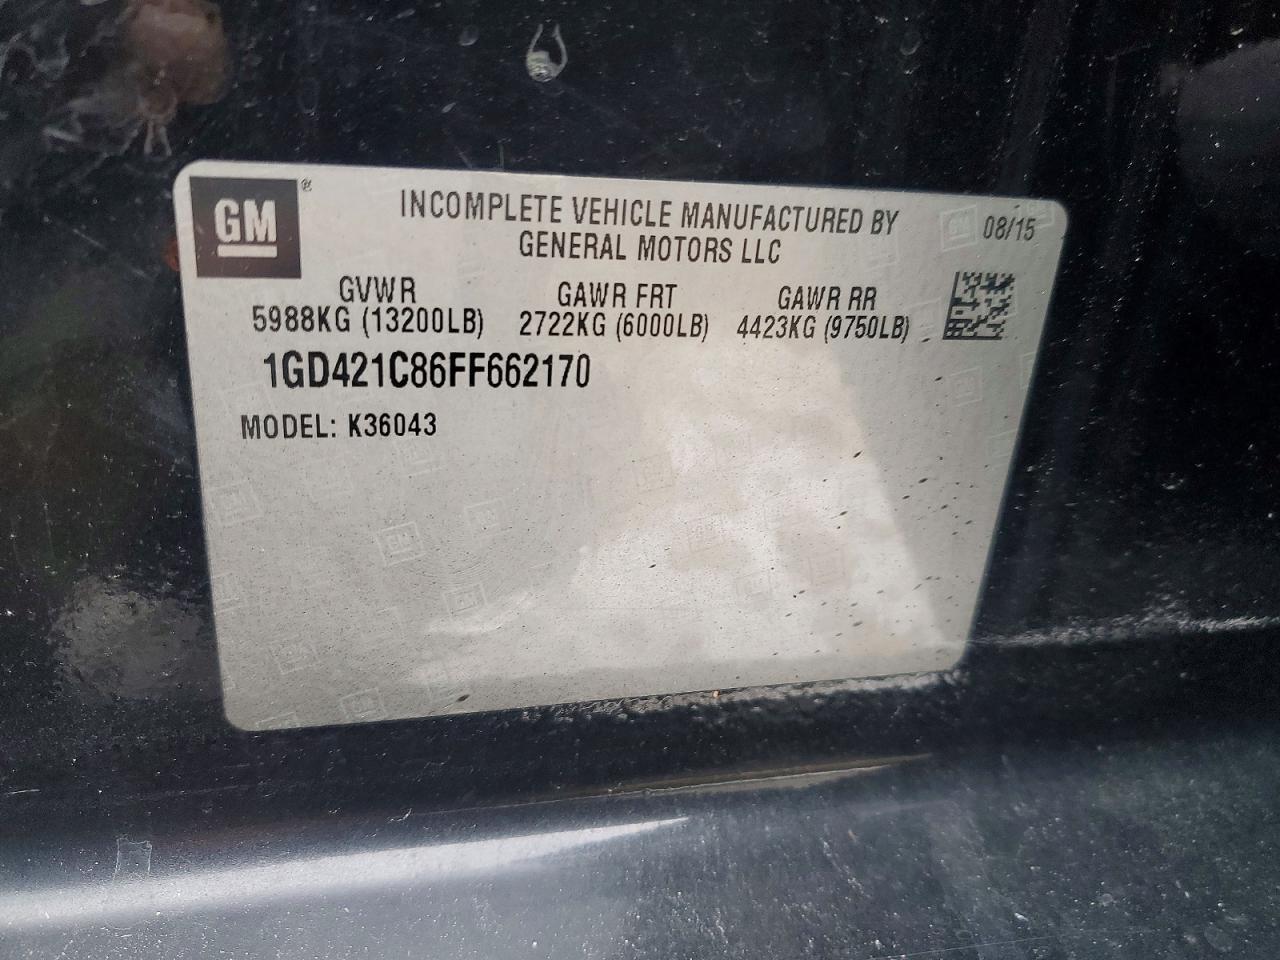 GM ®
INCOMPLETE VEHICLE MANUFACTURED BY
GENERAL MOTORS LLC
08/15
GVWR GAWR FRT GAWR RR
5988KG (13200LB) 2722KG (6000LB) 4423KG (9750LB)
1GD421C86FF662170
MODEL: K36043